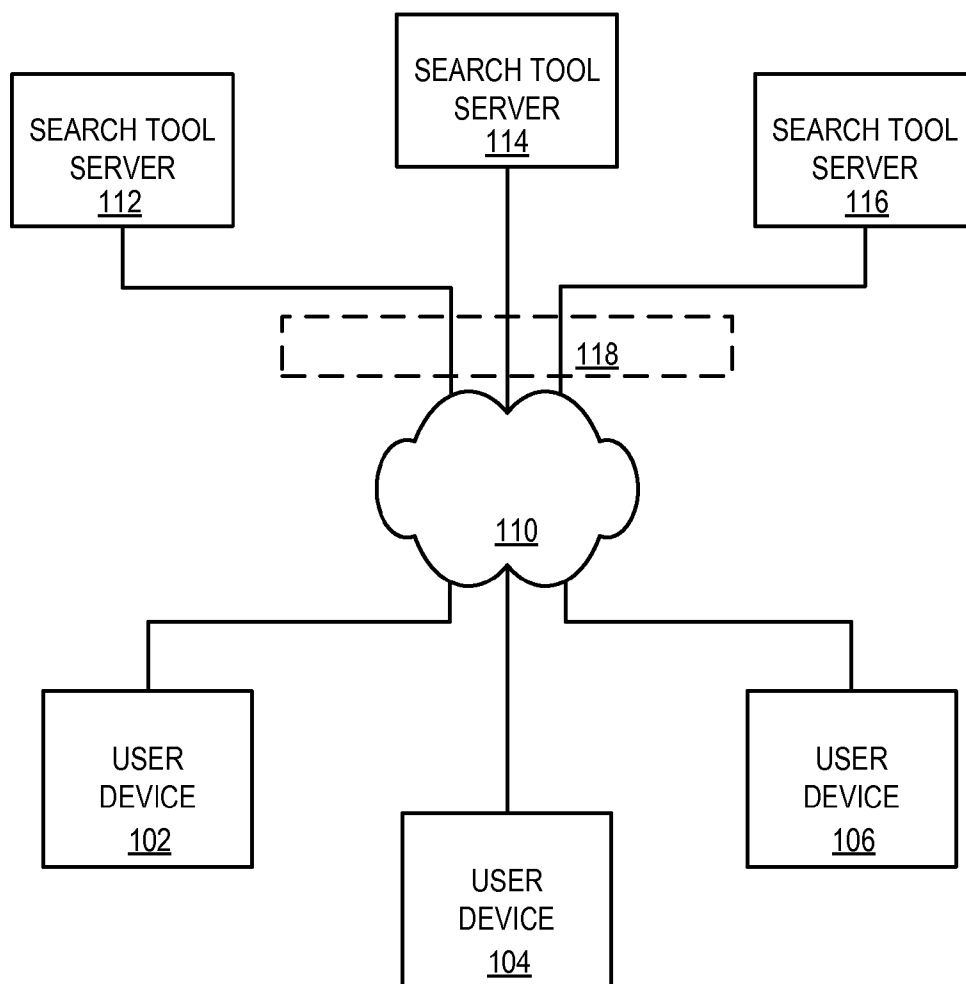 SEARCH TOOL
SERVER
114
SEARCH TOOL
SERVER
112
SEARCH TOOL
SERVER
116
118
110
USER
DEVICE
102
USER
DEVICE
106
USER
DEVICE
104